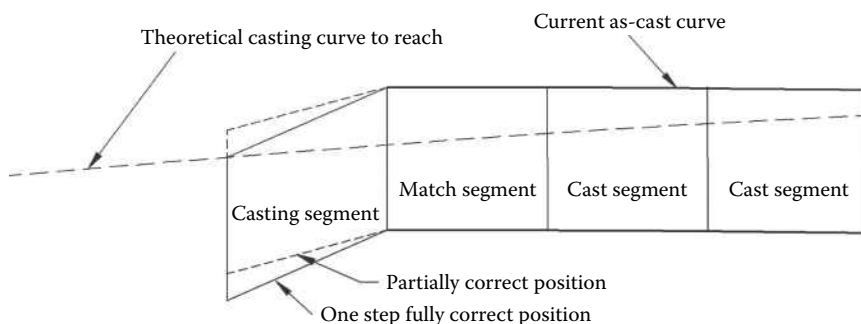 Theoretical casting curve to reach
Current as-cast curve
Casting segment
Match segment
Cast segment
Cast segment
Partially correct position
One step fully correct position